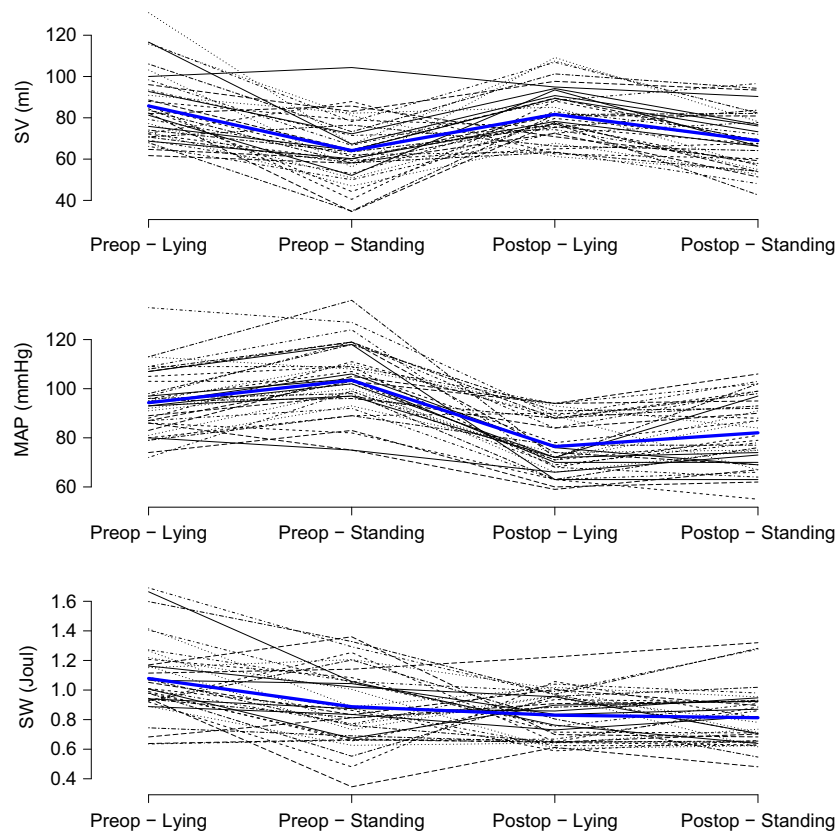 SV (ml)
120
100
80
60
40
Preop – Lying Preop – Standing Postop – Lying Postop – Standing
MAP (mmHg)
120
100
80
60
Preop – Lying Preop – Standing Postop – Lying Postop – Standing
SW (Joul)
1.6
1.4
1.2
1.0
0.8
0.6
0.4
Preop – Lying Preop – Standing Postop – Lying Postop – Standing